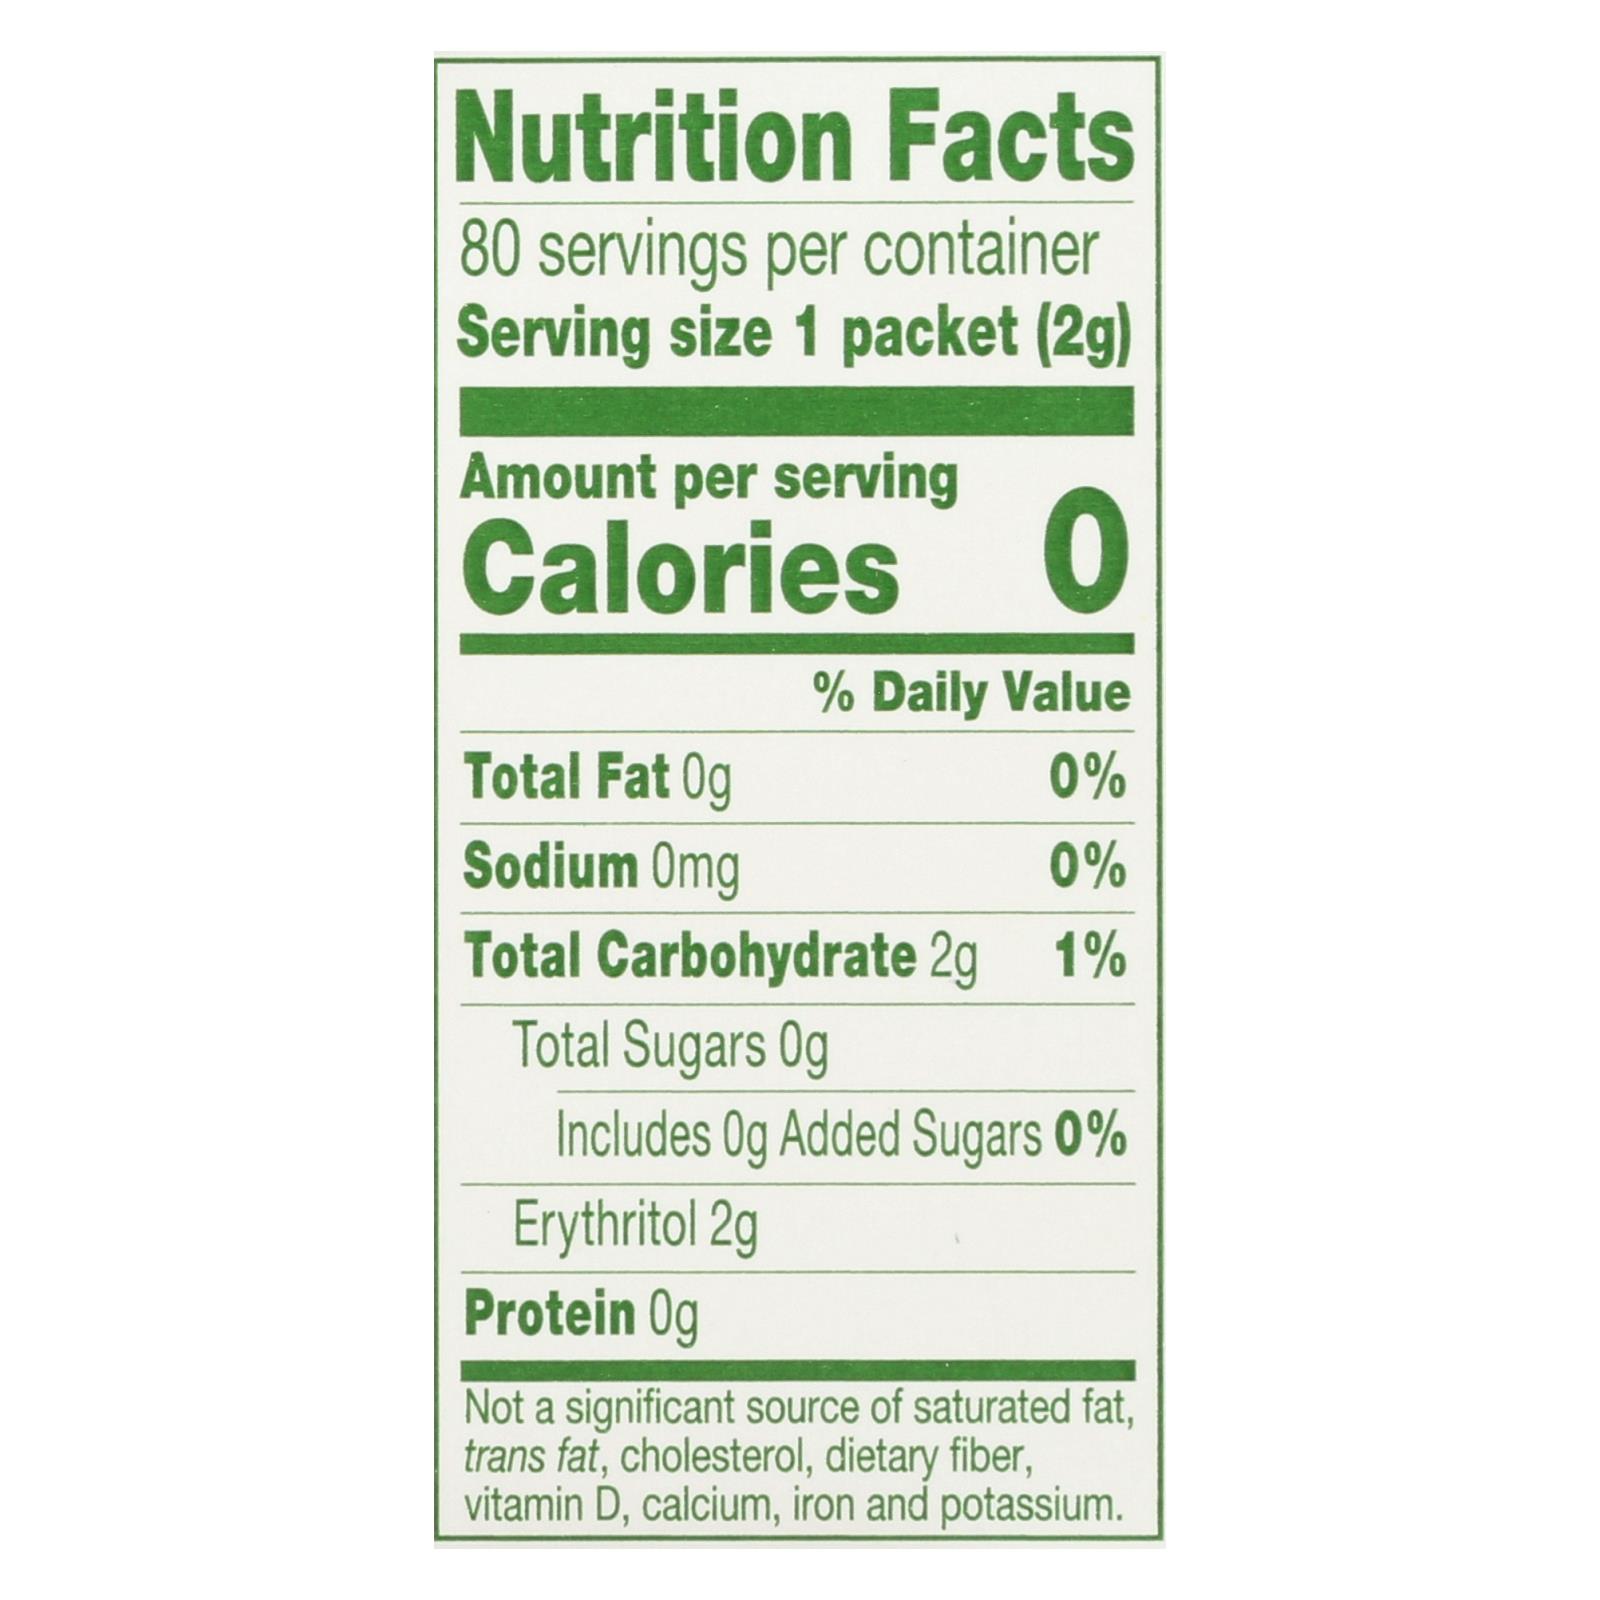 Nutrition Facts
80 servings per container
Serving size 1 packet (2g)
Amount per serving
Calories 0
% Daily Value
Total Fat 0g 0%
Sodium 0mg 0%
Total Carbohydrate 2g 1%
Total Sugars 0g
Includes 0g Added Sugars 0%
Erythritol 2g
Protein 0g
Not a significant source of saturated fat,
trans fat, cholesterol, dietary fiber,
vitamin D, calcium, iron and potassium.